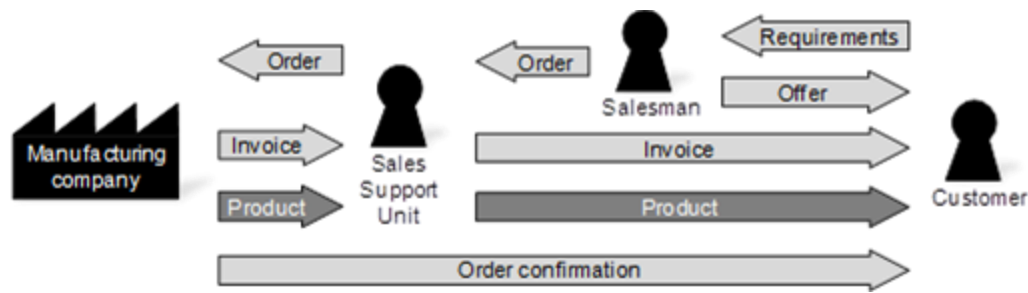 Requirements
Order
Order
Salesman
Offer
Manufacturing
company
Invoice
Sales
Support
Unit
Invoice
Product
Product
Customer
Order confirmation